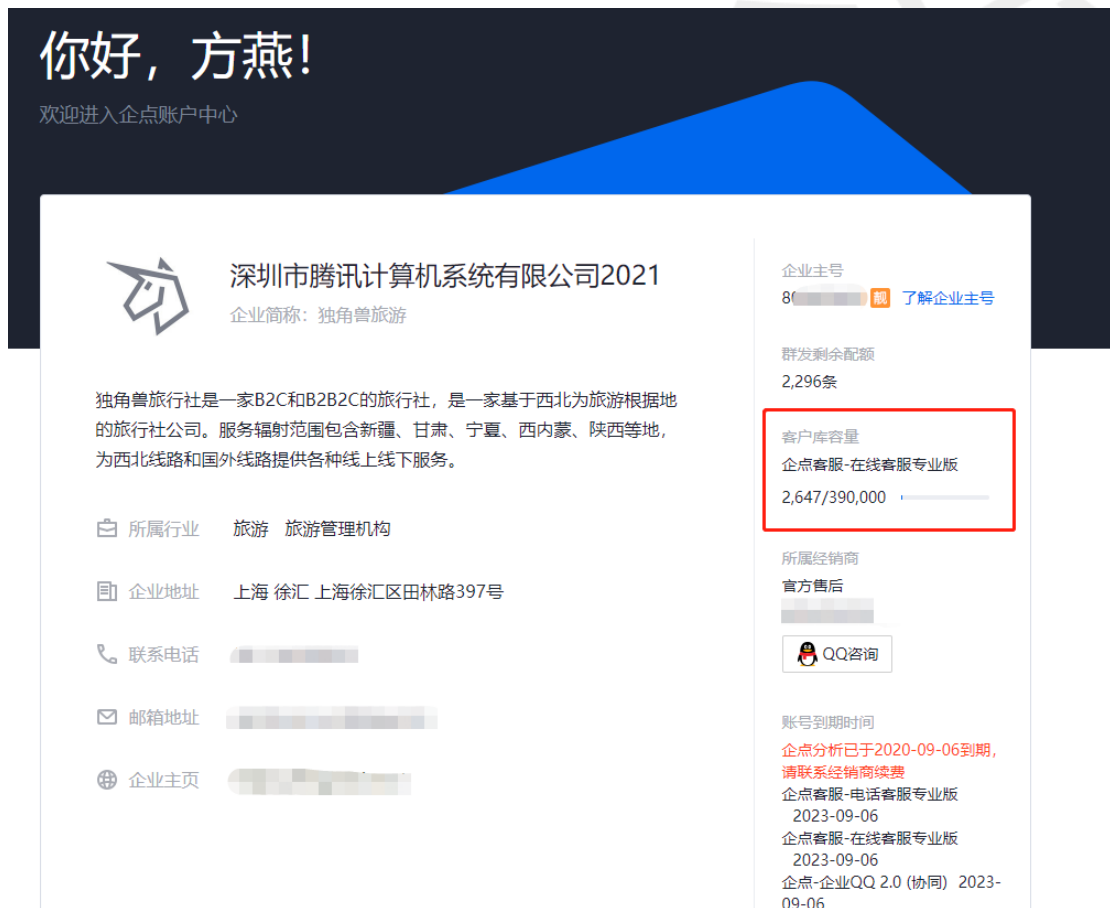 你好，方燕！
欢迎进入企点账户中心
深圳市腾讯计算机系统有限公司2021
企业简称：独角兽旅游
独角兽旅行社是一家B2C和B2B2C的旅行社，是一家基于西北为旅游根据地
的旅行社公司。服务辐射范围包含新疆、甘肃、宁夏、西内蒙、陕西等地，
为西北线路和国外线路提供各种线上线下服务。
所属行业 旅游 旅游管理机构
企业地址 上海 徐汇 上海徐汇区田林路397号
联系电话
邮箱地址
企业主页
企业主号
8 靓 了解企业主号
群发剩余配额
2,296条
客户库容量
企点客服-在线客服专业版
2,647/390,000
所属经销商
官方售后
QQ咨询
账号到期时间
企点分析已于2020-09-06到期，
请联系经销商续费
企点客服-电话客服专业版
2023-09-06
企点客服-在线客服专业版
2023-09-06
企点-企业QQ 2.0 (协同) 2023-
09-06